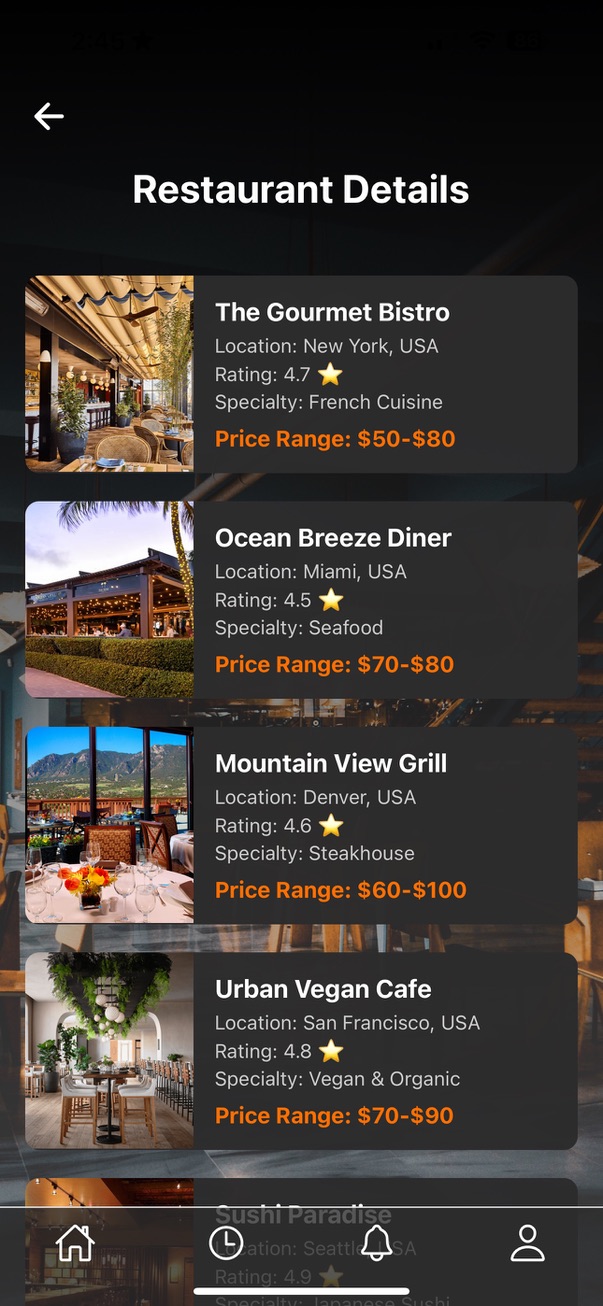 2:45
Restaurant Details
The Gourmet Bistro
Location: New York, USA
Rating: 4.7 ⭐
Specialty: French Cuisine
Price Range: $50-$80
Ocean Breeze Diner
Location: Miami, USA
Rating: 4.5 ⭐
Specialty: Seafood
Price Range: $70-$80
Mountain View Grill
Location: Denver, USA
Rating: 4.6 ⭐
Specialty: Steakhouse
Price Range: $60-$100
Urban Vegan Cafe
Location: San Francisco, USA
Rating: 4.8 ⭐
Specialty: Vegan & Organic
Price Range: $70-$90
Sushi Paradise
Location: Seattle, USA
Rating: 4.9 ⭐
Specialty: Japanese Sushi